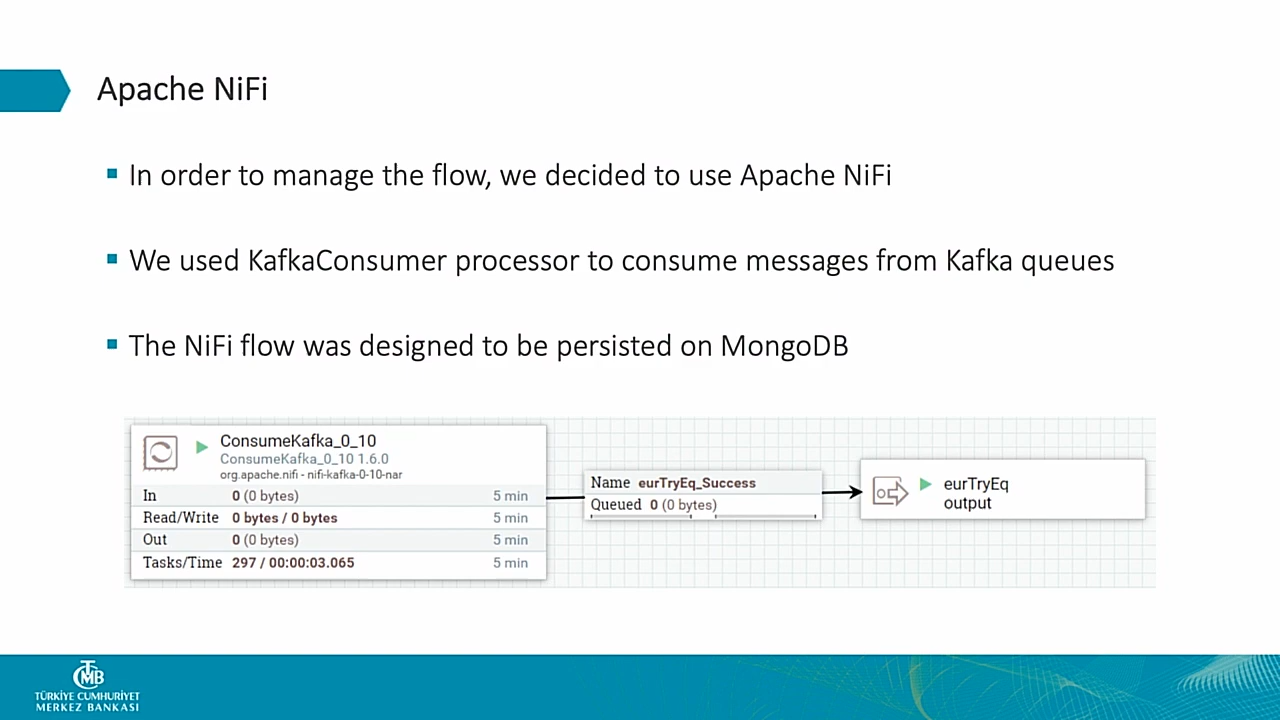 Apache NiFi
In order to manage the flow, we decided to use Apache NiFi
We used KafkaConsumer processor to consume messages from Kafka queues
The NiFi flow was designed to be persisted on MongoDB
ConsumeKafka_0_10
ConsumeKafka_0_10 1.6.0
org.apache.nifi - nifi-kafka-0-10-nar
In 0 (0 bytes) 5 min
Read/Write 0 bytes / 0 bytes 5 min
Out 0 (0 bytes) 5 min
Tasks/Time 297 / 00:00:03.065 5 min
Name eurTryEq_Success
Queued 0 (0 bytes)
eurTryEq
output
TCMB
TÜRKİYE CUMHURİYET
MERKEZ BANKASI